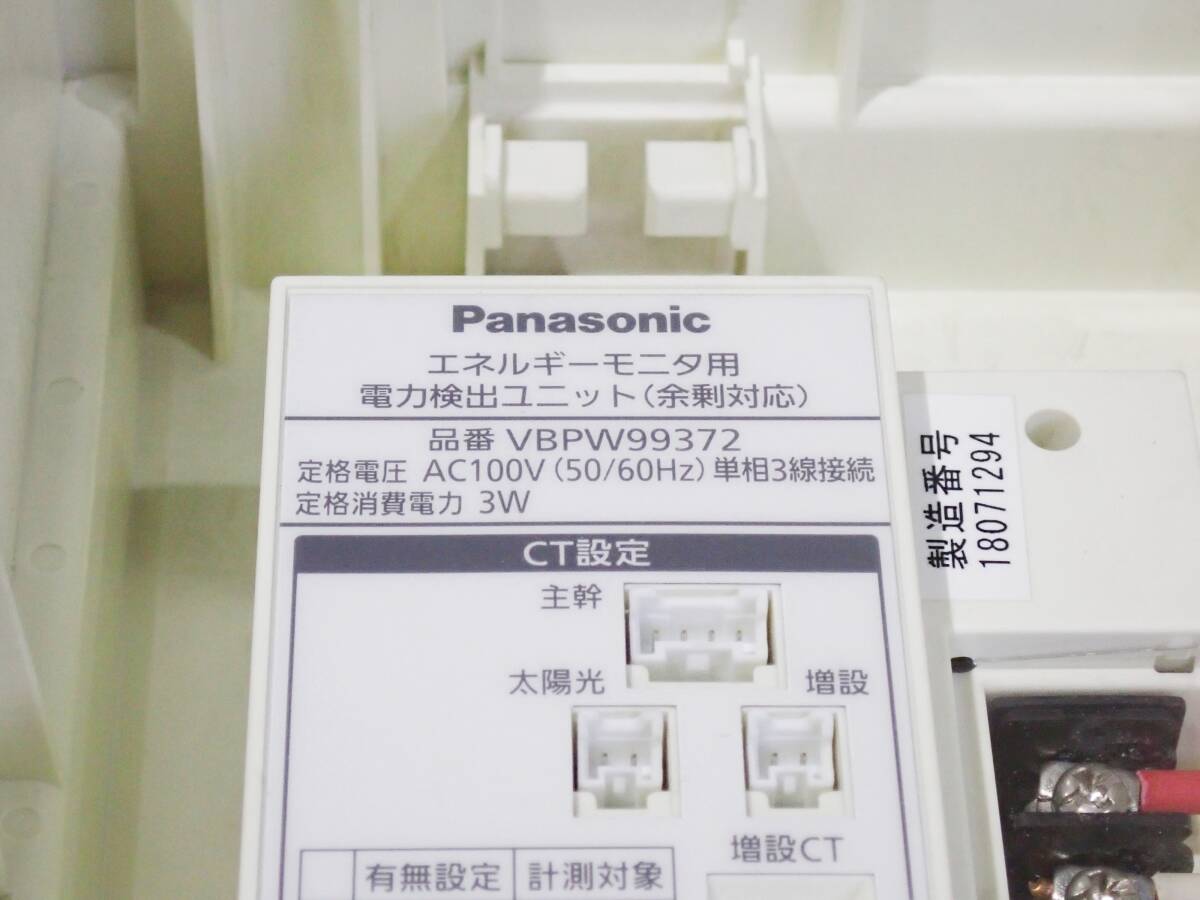 Panasonic
エネルギーモニタ用
電力検出ユニット(余剰対応)
品番 VBPW99372
定格電圧 AC100V(50/60Hz)単相3線接続
定格消費電力 3W
CT設定
主幹
太陽光
増設
増設CT
有無設定 計測対象
製造番号
18071294